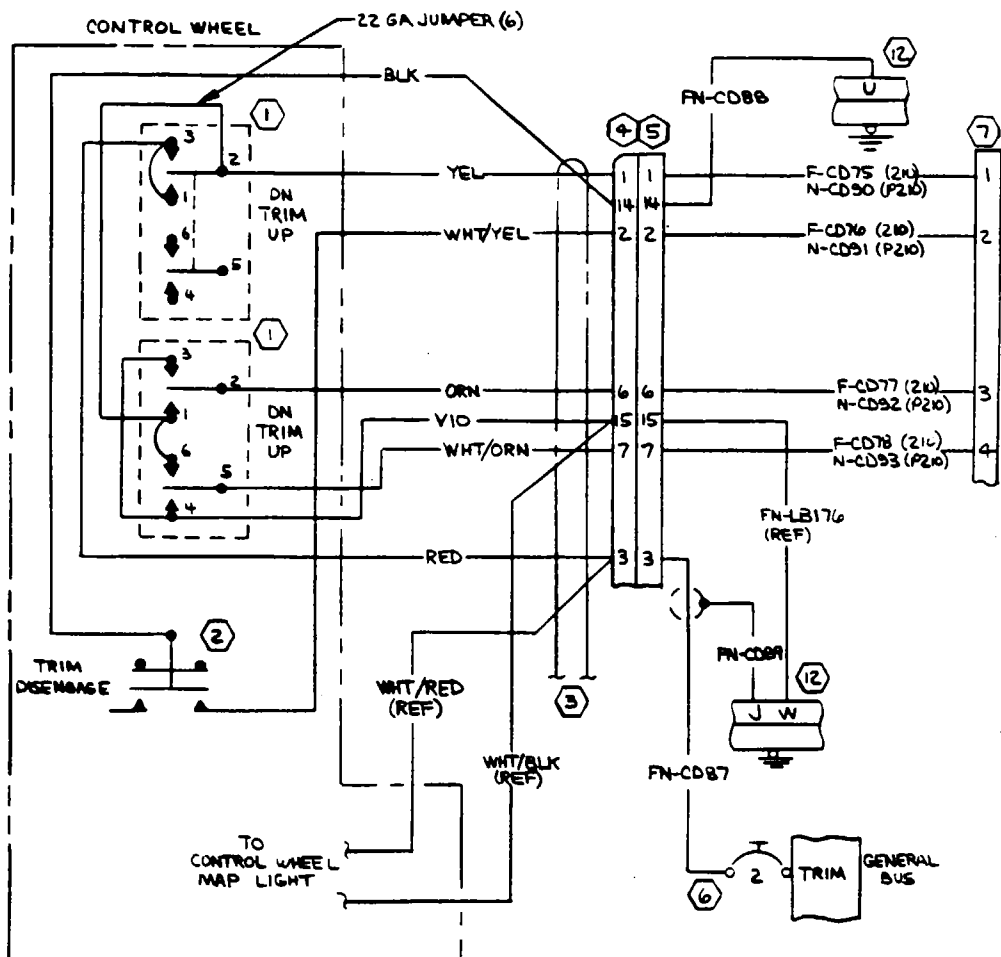 CONTROL WHEEL
22 GA JUMPER (6)
BLK
FN-CD88
12
U
1
4
5
7
3
2
1
6
5
4
DN
TRIM
UP
YEL
1
1
14
14
F-CD75 (210)
N-CD90 (P210)
1
WHT/YEL
2
2
F-CD76 (210)
N-CD91 (P210)
2
1
3
2
1
6
5
4
DN
TRIM
UP
ORN
6
6
F-CD77 (210)
N-CD92 (P210)
3
VIO
15
15
WHT/ORN
7
7
F-CD78 (210)
N-CD93 (P210)
4
FN-LB176
(REF)
RED
3
3
2
TRIM
DISENGAGE
FN-CD89
12
J W
WHT/RED
(REF)
3
WHT/BLK
(REF)
FN-CD87
TO
CONTROL WHEEL
MAP LIGHT
6
2
TRIM
GENERAL
BUS